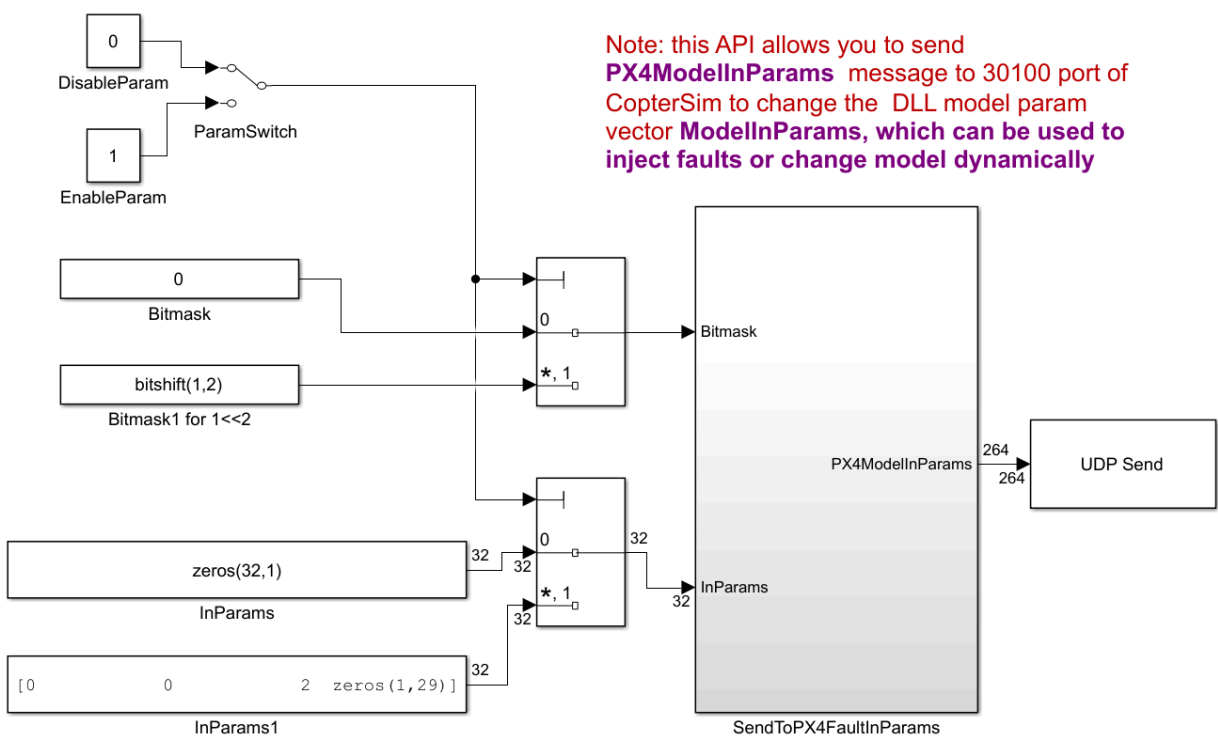 0
DisableParam
ParamSwitch
1
EnableParam
Note: this API allows you to send
PX4ModelInParams message to 30100 port of
CopterSim to change the DLL model param
vector ModelInParams, which can be used to
inject faults or change model dynamically
0
Bitmask
bitshift(1,2)
Bitmask1 for 1<<2
0
*, 1
Bitmask
PX4ModelInParams
264
264
UDP Send
zeros(32,1)
InParams
32
32
0
*, 1
32
32
32
InParams
[0 0 2 zeros(1,29)]
32
InParams1
SendToPX4FaultInParams